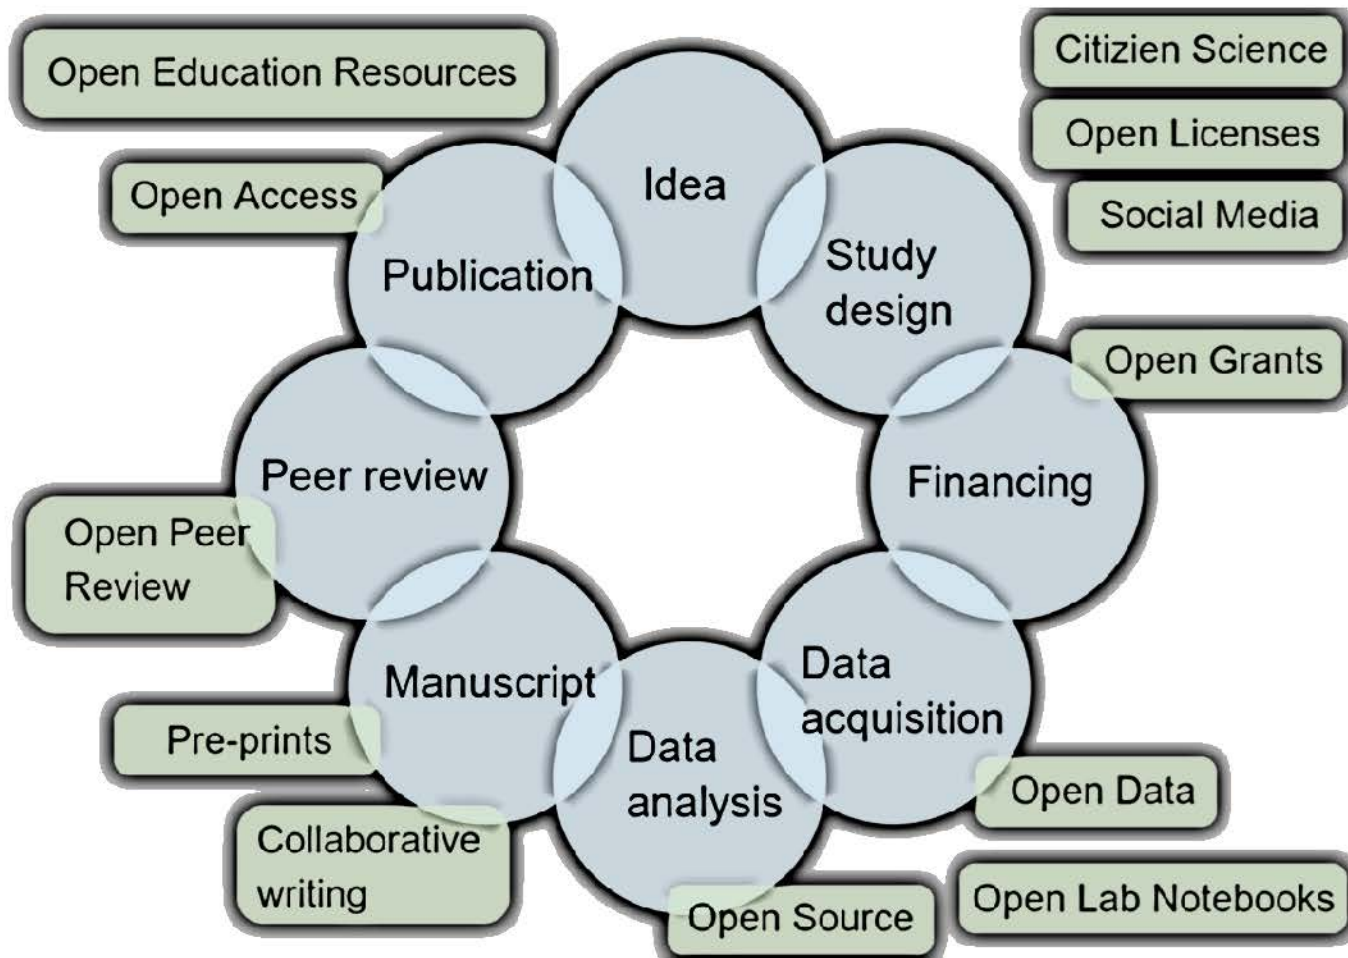 Open Education Resources
Citizien Science
Open Licenses
Social Media
Open Access
Idea
Study
design
Publication
Open Grants
Peer review
Financing
Open Peer
Review
Manuscript
Data
acquisition
Pre-prints
Data
analysis
Open Data
Collaborative
writing
Open Source
Open Lab Notebooks